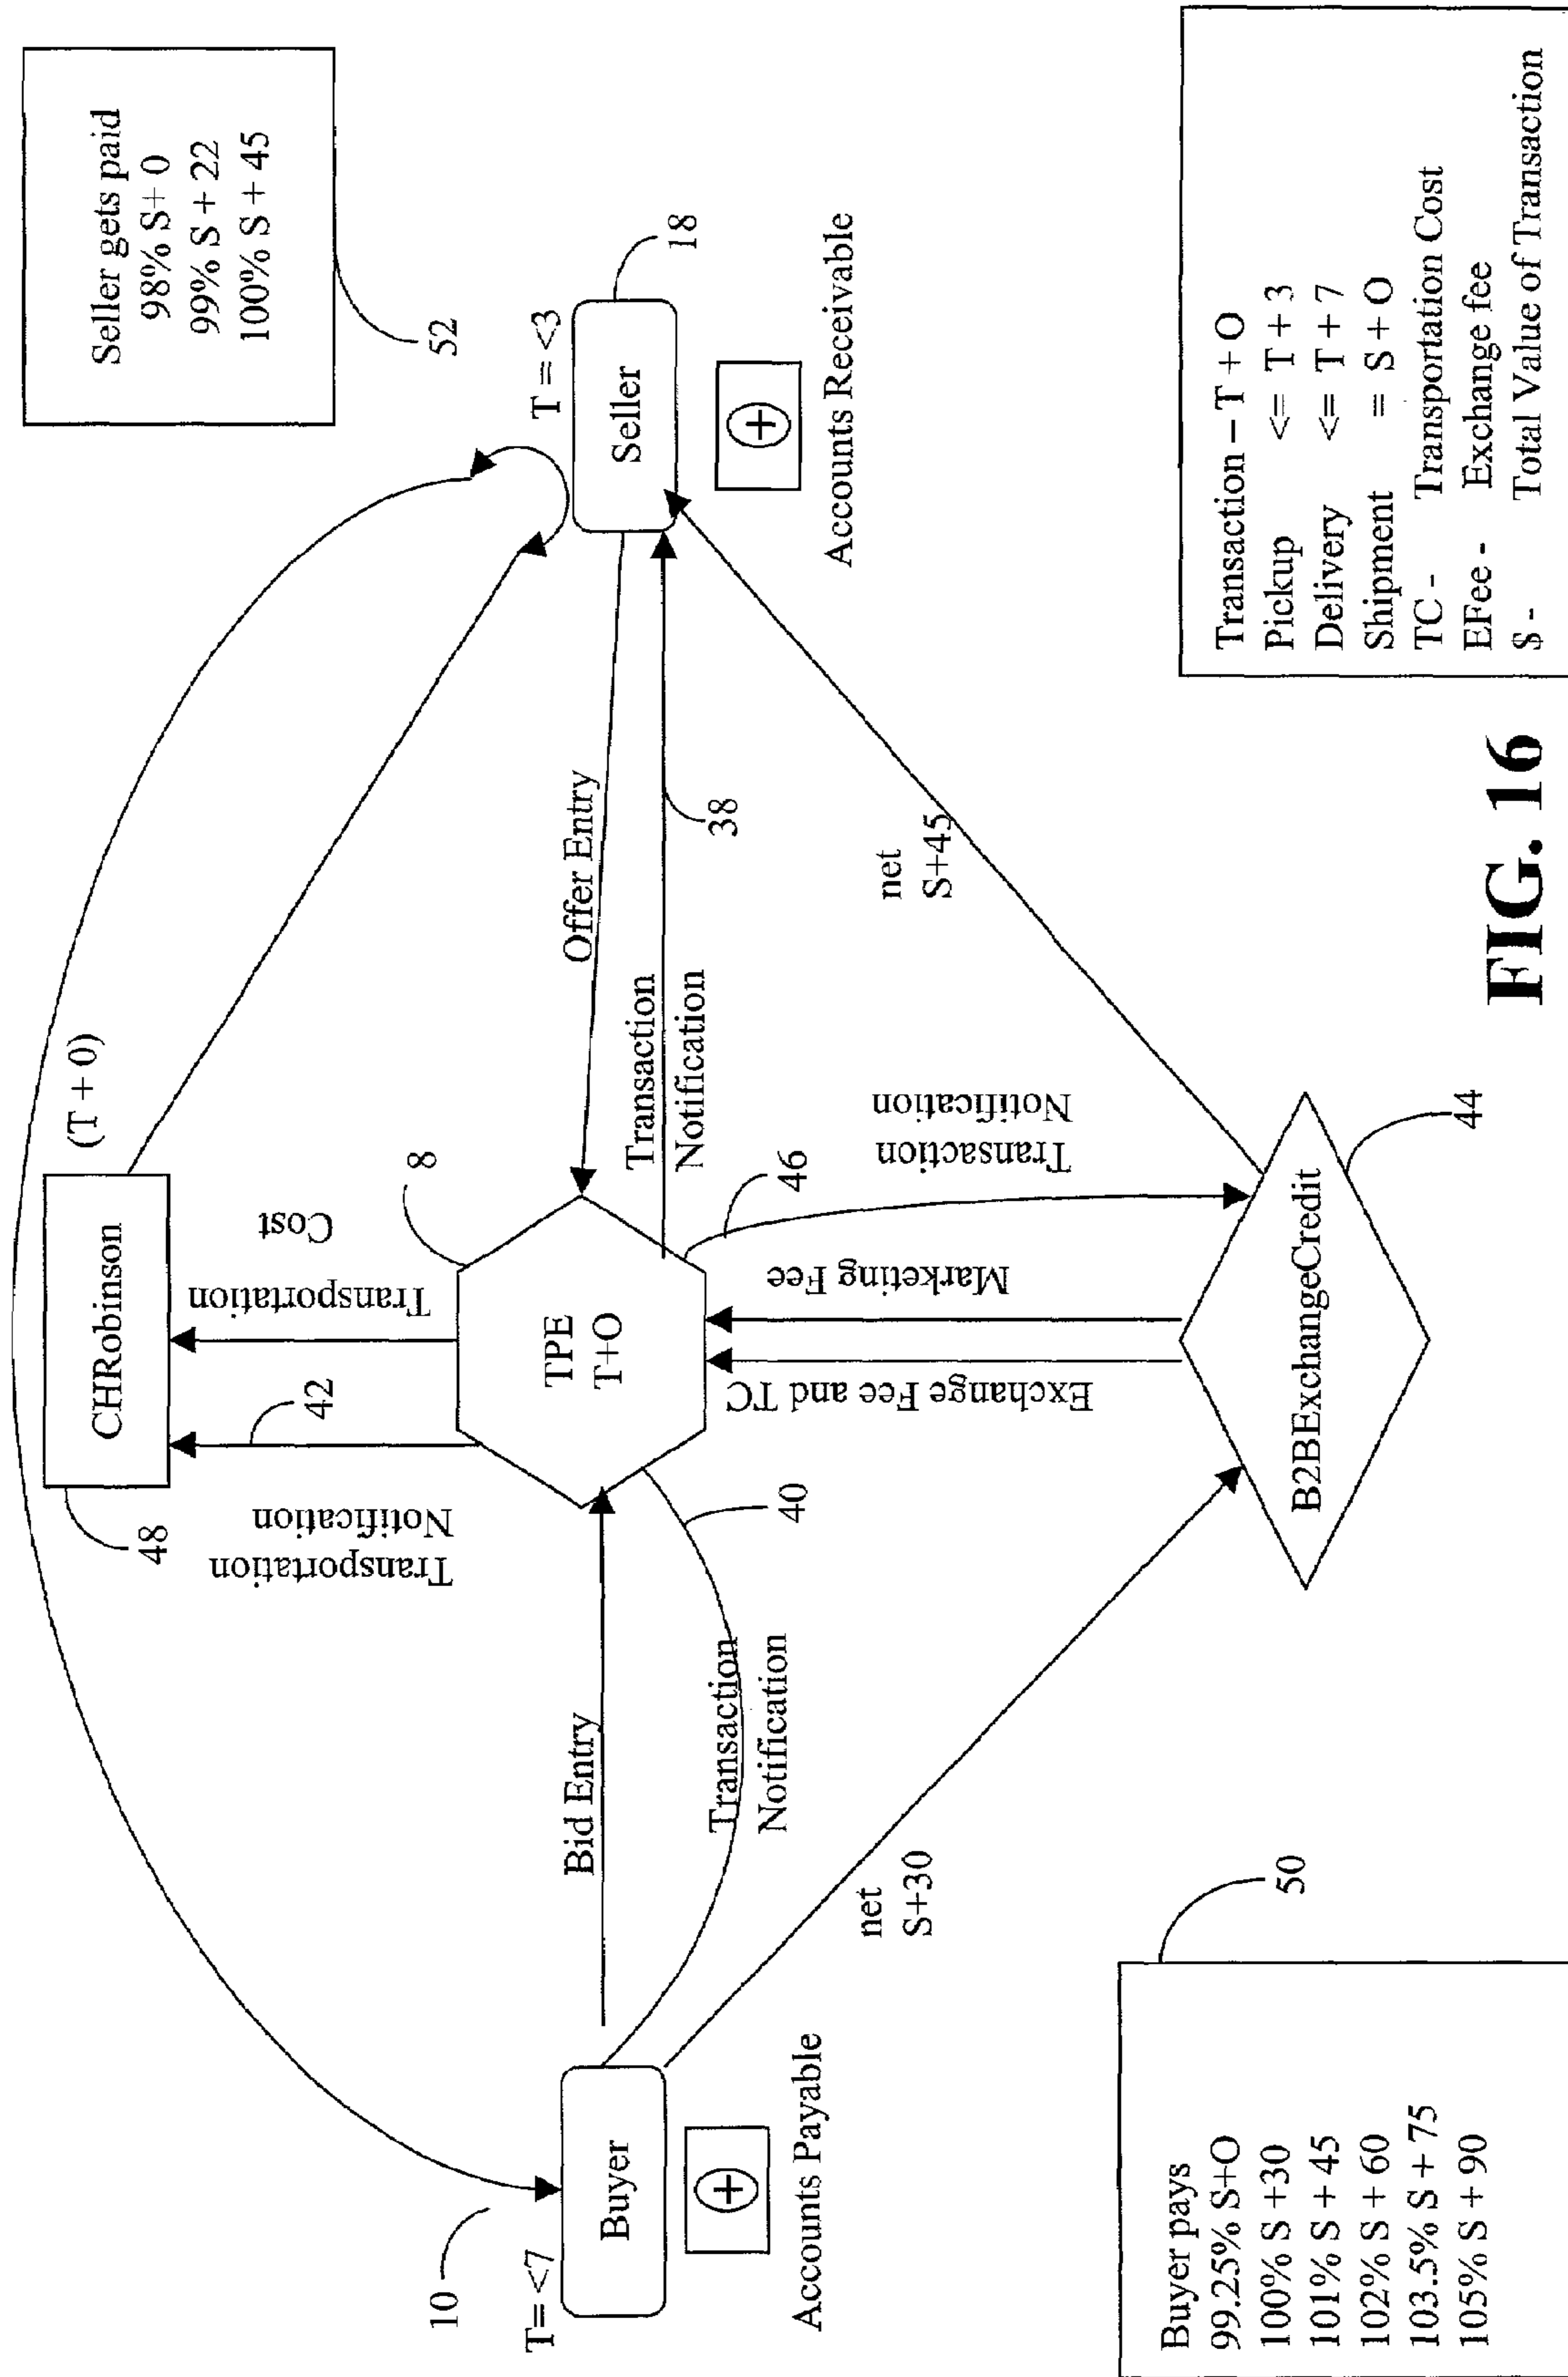 CHRobinson
(T + 0)
48
42
Transportation
Notification
Transportation
Cost
Seller gets paid
98% S+ 0
99% S + 22
100% S + 45
52
10
T= <7
Buyer
Accounts Payable
Bid Entry
Transaction
Notification
40
TPE
T+O
8
Offer Entry
Transaction
Notification
38
T = <3
Seller
18
Accounts Receivable
net
S+30
Exchange Fee and TC
Marketing Fee
46
Transaction
Notification
net
S+45
B2BExchangeCredit
44
Buyer pays
99.25% S+O
100% S +30
101% S + 45
102% S + 60
103.5% S + 75
105% S + 90
50
Transaction – T + O
Pickup <= T + 3
Delivery <= T + 7
Shipment = S + O
TC - Transportation Cost
EFee - Exchange fee
$ - Total Value of Transaction
FIG. 16